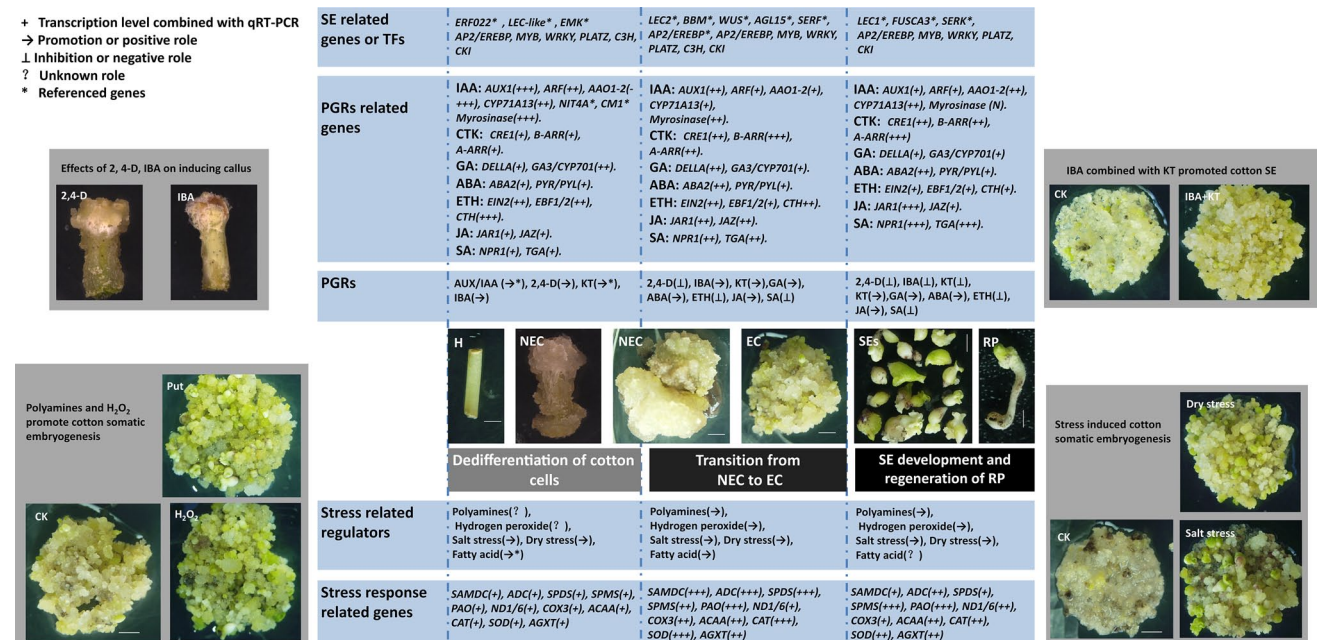 + Transcription level combined with qRT-PCR
→ Promotion or positive role
⊥ Inhibition or negative role
? Unknown role
* Referenced genes
Effects of 2, 4-D, IBA on inducing callus
2,4-D
IBA
Polyamines and H₂O₂
promote cotton somatic
embryogenesis
Put
CK
H₂O₂
SE related
genes or TFs
ERF022* , LEC-like* , EMK*
AP2/EREBP, MYB, WRKY, PLATZ, C3H,
CKI
LEC2*, BBM*, WUS*, AGL15*, SERF*,
AP2/EREBP*, AP2/EREBP, MYB, WRKY,
PLATZ, C3H, CKI
LEC1*, FUSCA3*, SERK*,
AP2/EREBP, MYB, WRKY, PLATZ,
CKI
PGRs related
genes
IAA: AUX1(+++), ARF(++), AAO1-2(-
+++), CYP71A13(++), NIT4A*, CM1*
Myrosinase(+++).
CTK: CRE1(+), B-ARR(+),
A-ARR(+).
GA: DELLA(+), GA3/CYP701(++).
ABA: ABA2(+), PYR/PYL(+).
ETH: EIN2(++), EBF1/2(++),
CTH(+++).
JA: JAR1(+), JAZ(+).
SA: NPR1(+), TGA(+).
IAA: AUX1(++), ARF(+), AAO1-2(+),
CYP71A13(+),
Myrosinase(++).
CTK: CRE1(++), B-ARR(+++),
A-ARR(++).
GA: DELLA(++), GA3/CYP701(++).
ABA: ABA2(++), PYR/PYL(++).
ETH: EIN2(++), EBF1/2(+), CTH++).
JA: JAR1(++), JAZ(++).
SA: NPR1(++), TGA(++).
IAA: AUX1(+), ARF(+), AAO1-2(++),
CYP71A13(++), Myrosinase (N).
CTK: CRE1(++), B-ARR(++),
A-ARR(+++)
GA: DELLA(+), GA3/CYP701(+)
ABA: ABA2(++), PYR/PYL(+).
ETH: EIN2(+), EBF1/2(+), CTH(+).
JA: JAR1(+++), JAZ(+).
SA: NPR1(+++), TGA(+++).
PGRs
AUX/IAA (→*), 2,4-D(→), KT(→*),
IBA(→)
2,4-D(⊥), IBA(→), KT(→),GA(→),
ABA(→), ETH(⊥), JA(→), SA(⊥)
2,4-D(⊥), IBA(⊥), KT(⊥),
KT(→),GA(→), ABA(→), ETH(⊥),
JA(→), SA(⊥)
H
NEC
NEC
EC
SEs
RP
Dedifferentiation of cotton
cells
Transition from
NEC to EC
SE development and
regeneration of RP
Stress related
regulators
Polyamines(?),
Hydrogen peroxide(?),
Salt stress(→), Dry stress(→),
Fatty acid(→*)
Polyamines(→),
Hydrogen peroxide(→),
Salt stress(→), Dry stress(→),
Fatty acid(→)
Polyamines(→),
Hydrogen peroxide(→),
Salt stress(→), Dry stress(→),
Fatty acid(?)
Stress response
related genes
SAMDC(+), ADC(+), SPDS(+), SPMS(+),
PAO(+), ND1/6(+), COX3(+), ACAA(+),
CAT(+), SOD(+), AGXT(+)
SAMDC(+++), ADC(+++), SPDS(+++),
SPMS(++), PAO(+++), ND1/6(+),
COX3(++), ACAA(++), CAT(+++),
SOD(+++), AGXT(++)
SAMDC(+), ADC(++), SPDS(+),
SPMS(+++), PAO(+++), ND1/6(++),
COX3(+), ACAA(++), CAT(++),
SOD(++), AGXT(++)
IBA combined with KT promoted cotton SE
CK
IBA+KT
Stress induced cotton
somatic embryogenesis
Dry stress
CK
Salt stress